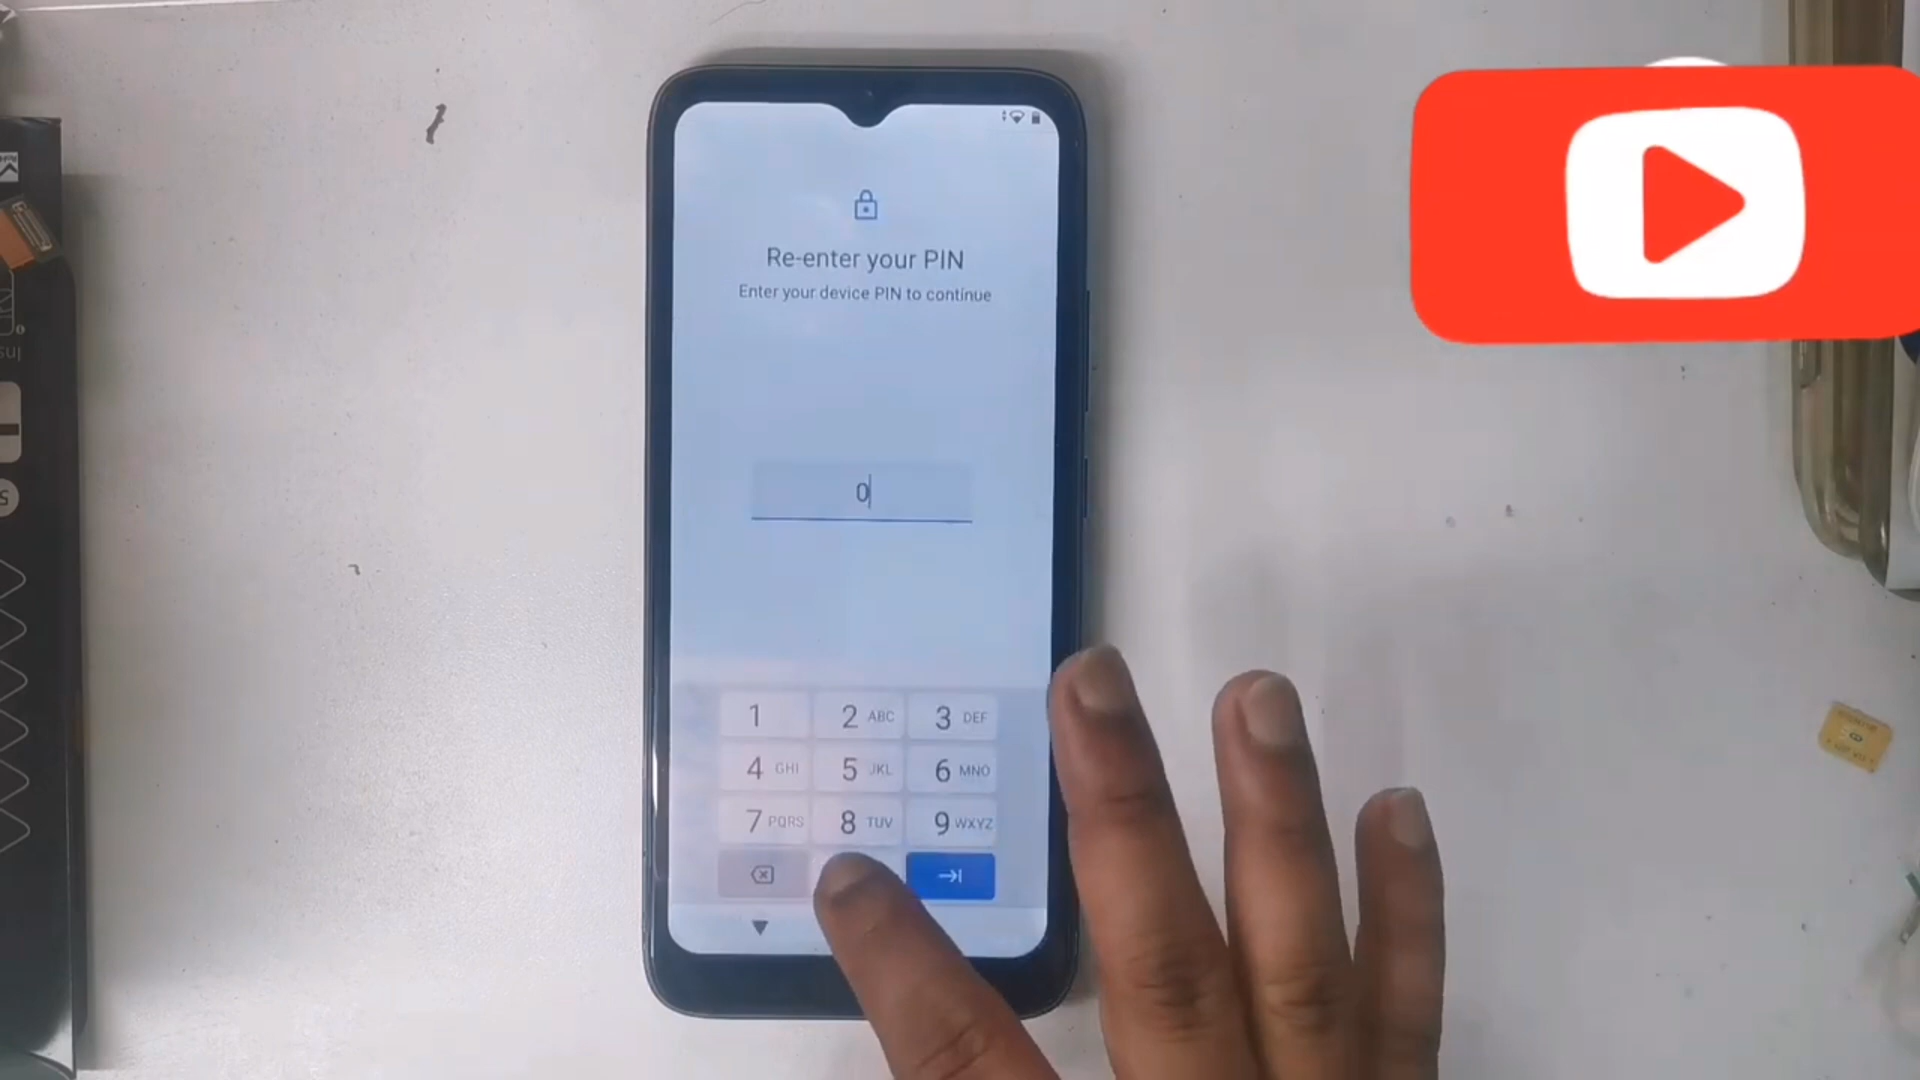 Re-enter your PIN
Enter your device PIN to continue
0
1 2 ABC 3 DEF
4 GHI 5 JKL 6 MNO
7 PQRS 8 TUV 9 WXYZ